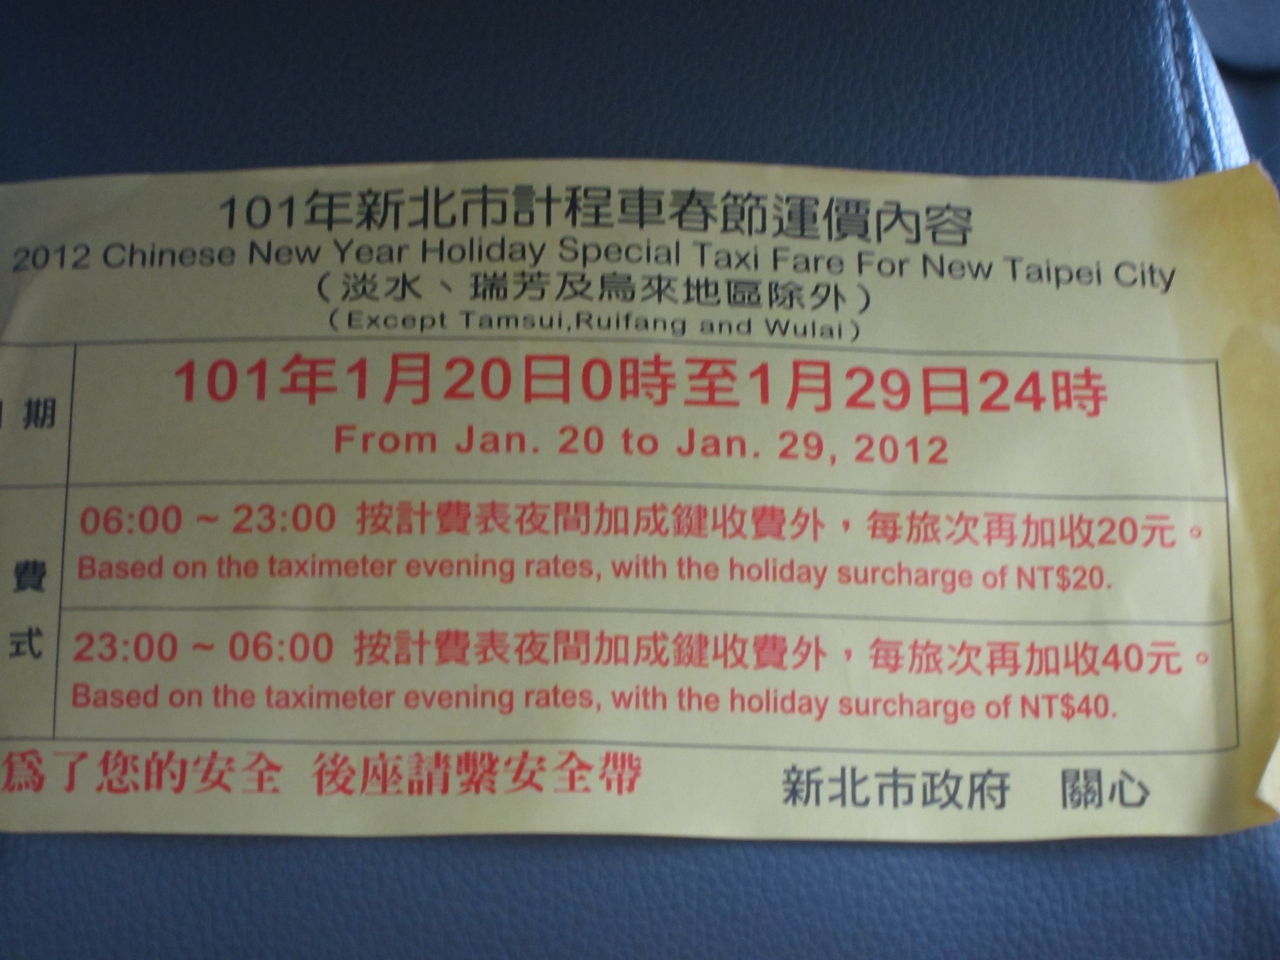 101年新北市計程車春節運價內容
2012 Chinese New Year Holiday Special Taxi Fare For New Taipei City
（淡水、瑞芳及烏來地區除外）
(Except Tamsui,Ruifang and Wulai)
期
101年1月20日0時至1月29日24時
From Jan. 20 to Jan. 29, 2012
費
式
06:00 ~ 23:00 按計費表夜間加成鍵收費外，每旅次再加收20元。
Based on the taximeter evening rates, with the holiday surcharge of NT$20.
23:00 ~ 06:00 按計費表夜間加成鍵收費外，每旅次再加收40元。
Based on the taximeter evening rates, with the holiday surcharge of NT$40.
爲了您的安全 後座請繫安全帶
新北市政府 關心